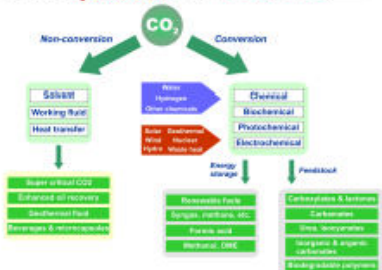 CO2
Non-conversion
Conversion
Solvent
Working fluid
Heat transfer
Water
Hydrogen
Other chemicals
Solar Geothermal
Wind Nuclear
Hydro Waste heat
Chemical
Biochemical
Photochemical
Electrochemical
Energy
storage
Feedstock
Super critical CO2
Enhanced oil recovery
Geothermal fluid
Beverages & microcapsules
Renewable fuels
Syngas, methane, etc.
Formic acid
Methanol, DME
Carboxylates & lactones
Carbamates
Urea, isocyanates
Inorganic & organic
carbonates
Biodegradable polymers